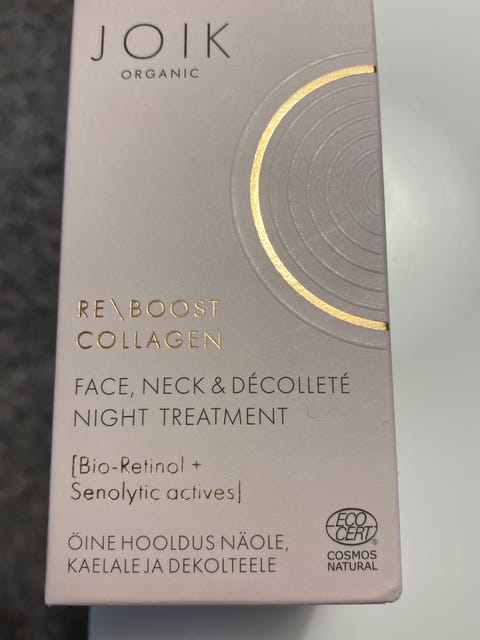 JOIK
ORGANIC
RE\BOOST
COLLAGEN
FACE, NECK & DÉCOLLETÉ
NIGHT TREATMENT
[Bio-Retinol +
Senolytic actives]
ÖINE HOOLDUS NÄOLE,
KAELALE JA DEKOLTEELE
ECO
CERT®
COSMOS
NATURAL